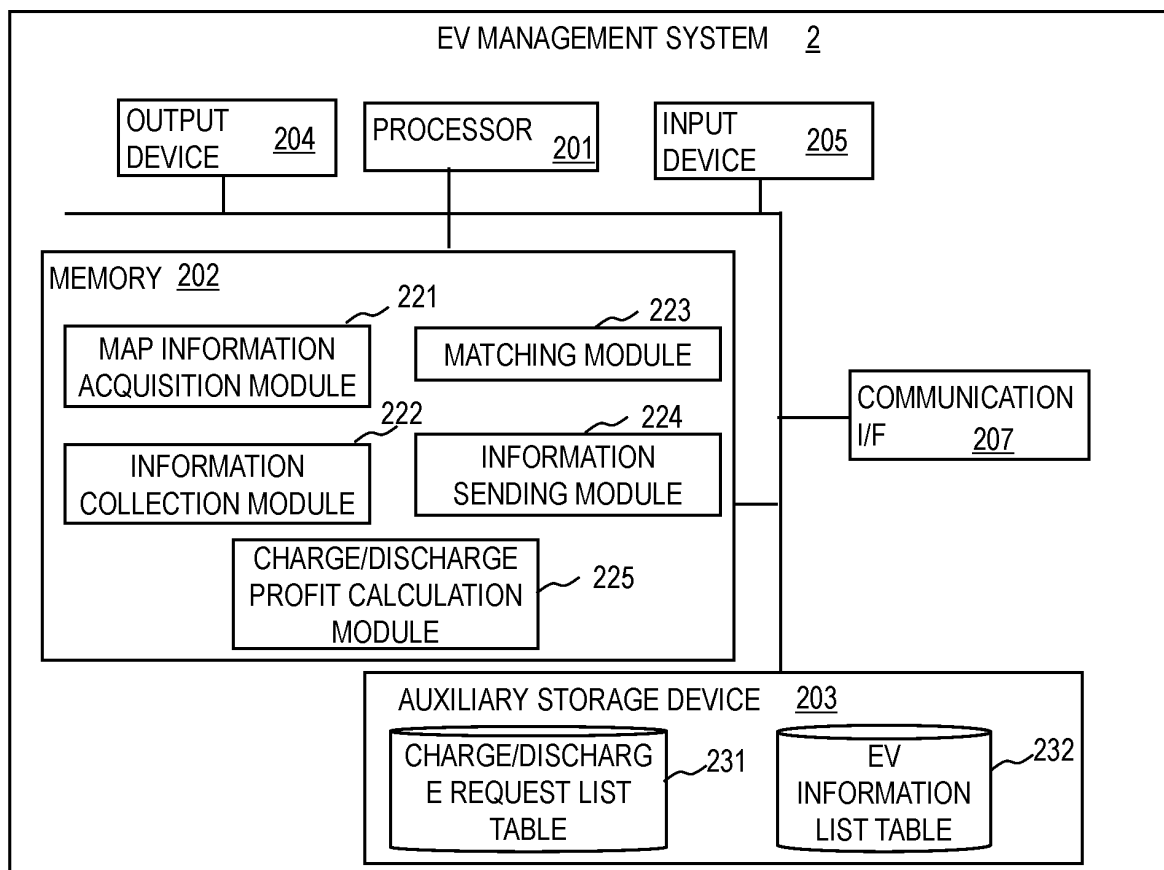 EV MANAGEMENT SYSTEM 2
OUTPUT
DEVICE 204
PROCESSOR
201
INPUT
DEVICE 205
MEMORY 202
221
MAP INFORMATION
ACQUISITION MODULE
223
MATCHING MODULE
222
INFORMATION
COLLECTION MODULE
224
INFORMATION
SENDING MODULE
CHARGE/DISCHARGE
PROFIT CALCULATION
MODULE
225
COMMUNICATION
I/F 207
AUXILIARY STORAGE DEVICE 203
CHARGE/DISCHARG
E REQUEST LIST
TABLE
231
EV
INFORMATION
LIST TABLE
232